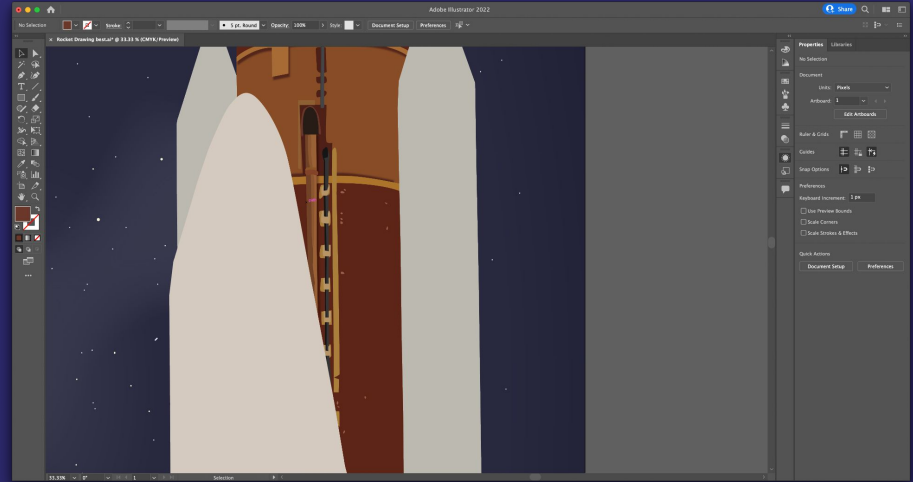 Adobe Illustrator 2022
Share
No Selection
Stroke:
5 pt. Round
Opacity: 100%
Style
Document Setup
Preferences
× Rocket Drawing best.ai* @ 33.33 % (CMYK/Preview)
Properties Libraries
No Selection
Document
Units: Pixels
Artboard: 1
Edit Artboards
Ruler & Grids
Guides
Snap Options
Preferences
Keyboard Increment: 1 px
Use Preview Bounds
Scale Corners
Scale Strokes & Effects
Quick Actions
Document Setup Preferences
33.33% 0° 1 Selection